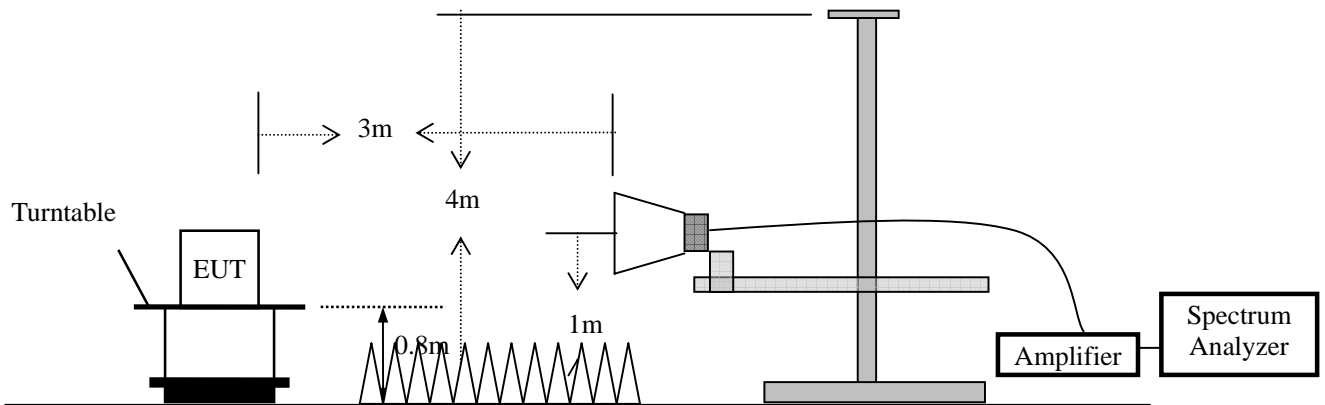 3m
4m
Turntable
EUT
1m
0.8m
Spectrum
Analyzer
Amplifier